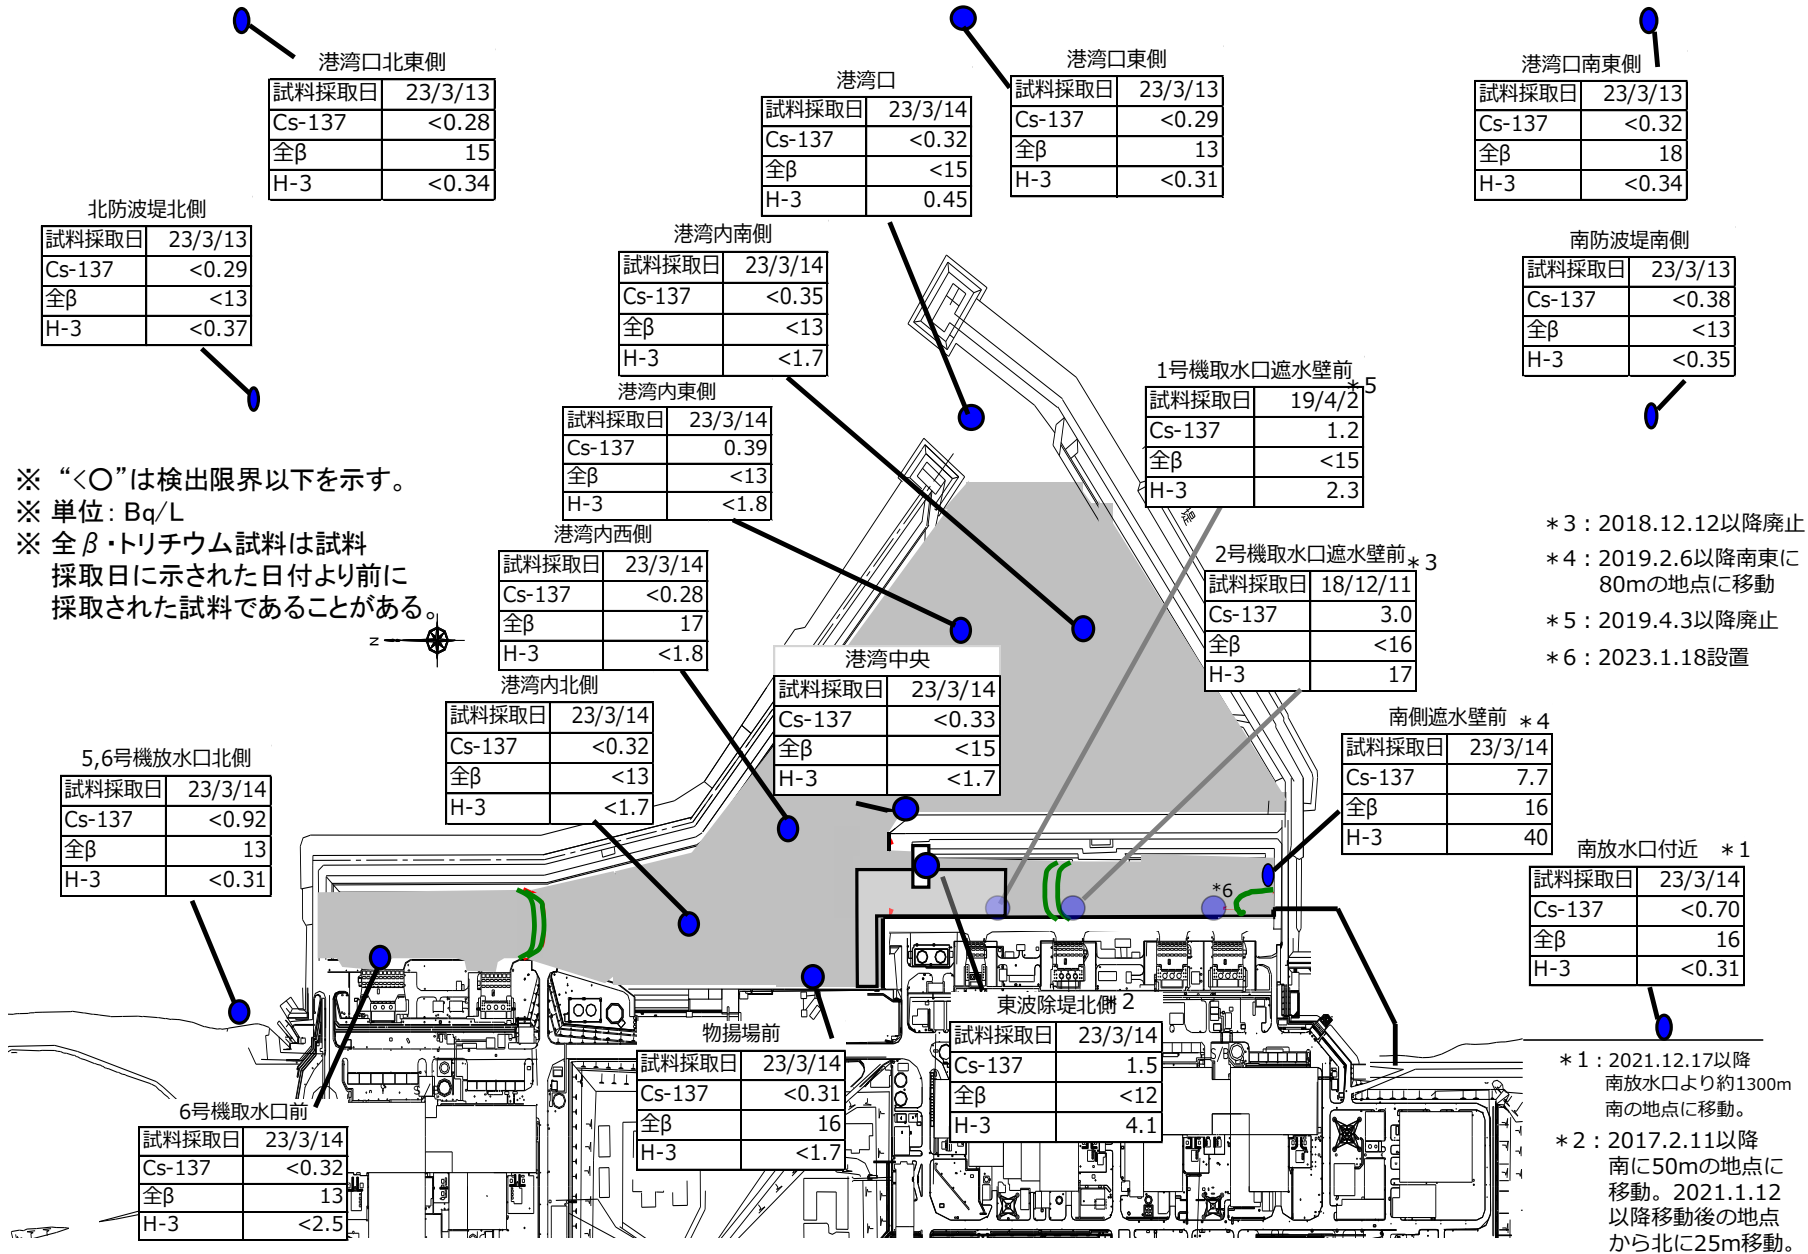 港湾口北東側
試料採取日 23/3/13
Cs-137 <0.28
全β 15
H-3 <0.34
港湾口
試料採取日 23/3/14
Cs-137 <0.32
全β <15
H-3 0.45
港湾口東側
試料採取日 23/3/13
Cs-137 <0.29
全β 13
H-3 <0.31
港湾口南東側
試料採取日 23/3/13
Cs-137 <0.32
全β 18
H-3 <0.34
北防波堤北側
試料採取日 23/3/13
Cs-137 <0.29
全β <13
H-3 <0.37
港湾内南側
試料採取日 23/3/14
Cs-137 <0.35
全β <13
H-3 <1.7
南防波堤南側
試料採取日 23/3/13
Cs-137 <0.38
全β <13
H-3 <0.35
港湾内東側
試料採取日 23/3/14
Cs-137 0.39
全β <13
H-3 <1.8
1号機取水口遮水壁前 *5
試料採取日 19/4/2
Cs-137 1.2
全β <15
H-3 2.3
堤
※ “<○”は検出限界以下を示す。
※ 単位: Bq/L
※ 全β・トリチウム試料は試料
採取日に示された日付より前に
採取された試料であることがある。
N
港湾内西側
試料採取日 23/3/14
Cs-137 <0.28
全β 17
H-3 <1.8
2号機取水口遮水壁前 *3
試料採取日 18/12/11
Cs-137 3.0
全β <16
H-3 17
*3:2018.12.12以降廃止
*4:2019.2.6以降南東に
80mの地点に移動
*5:2019.4.3以降廃止
*6:2023.1.18設置
港湾中央
試料採取日 23/3/14
Cs-137 <0.33
全β <15
H-3 <1.7
港湾内北側
試料採取日 23/3/14
Cs-137 <0.32
全β <13
H-3 <1.7
南側遮水壁前 *4
試料採取日 23/3/14
Cs-137 7.7
全β 16
H-3 40
5,6号機放水口北側
試料採取日 23/3/14
Cs-137 <0.92
全β 13
H-3 <0.31
*6
南放水口付近 *1
試料採取日 23/3/14
Cs-137 <0.70
全β 16
H-3 <0.31
東波除堤北側 *2
試料採取日 23/3/14
Cs-137 1.5
全β <12
H-3 4.1
物揚場前
試料採取日 23/3/14
Cs-137 <0.31
全β 16
H-3 <1.7
S/B
S/B
6号機取水口前
試料採取日 23/3/14
Cs-137 <0.32
全β 13
H-3 <2.5
*1:2021.12.17以降
南放水口より約1300m
南の地点に移動。
*2:2017.2.11以降
南に50mの地点に
移動。2021.1.12
以降移動後の地点
から北に25m移動。